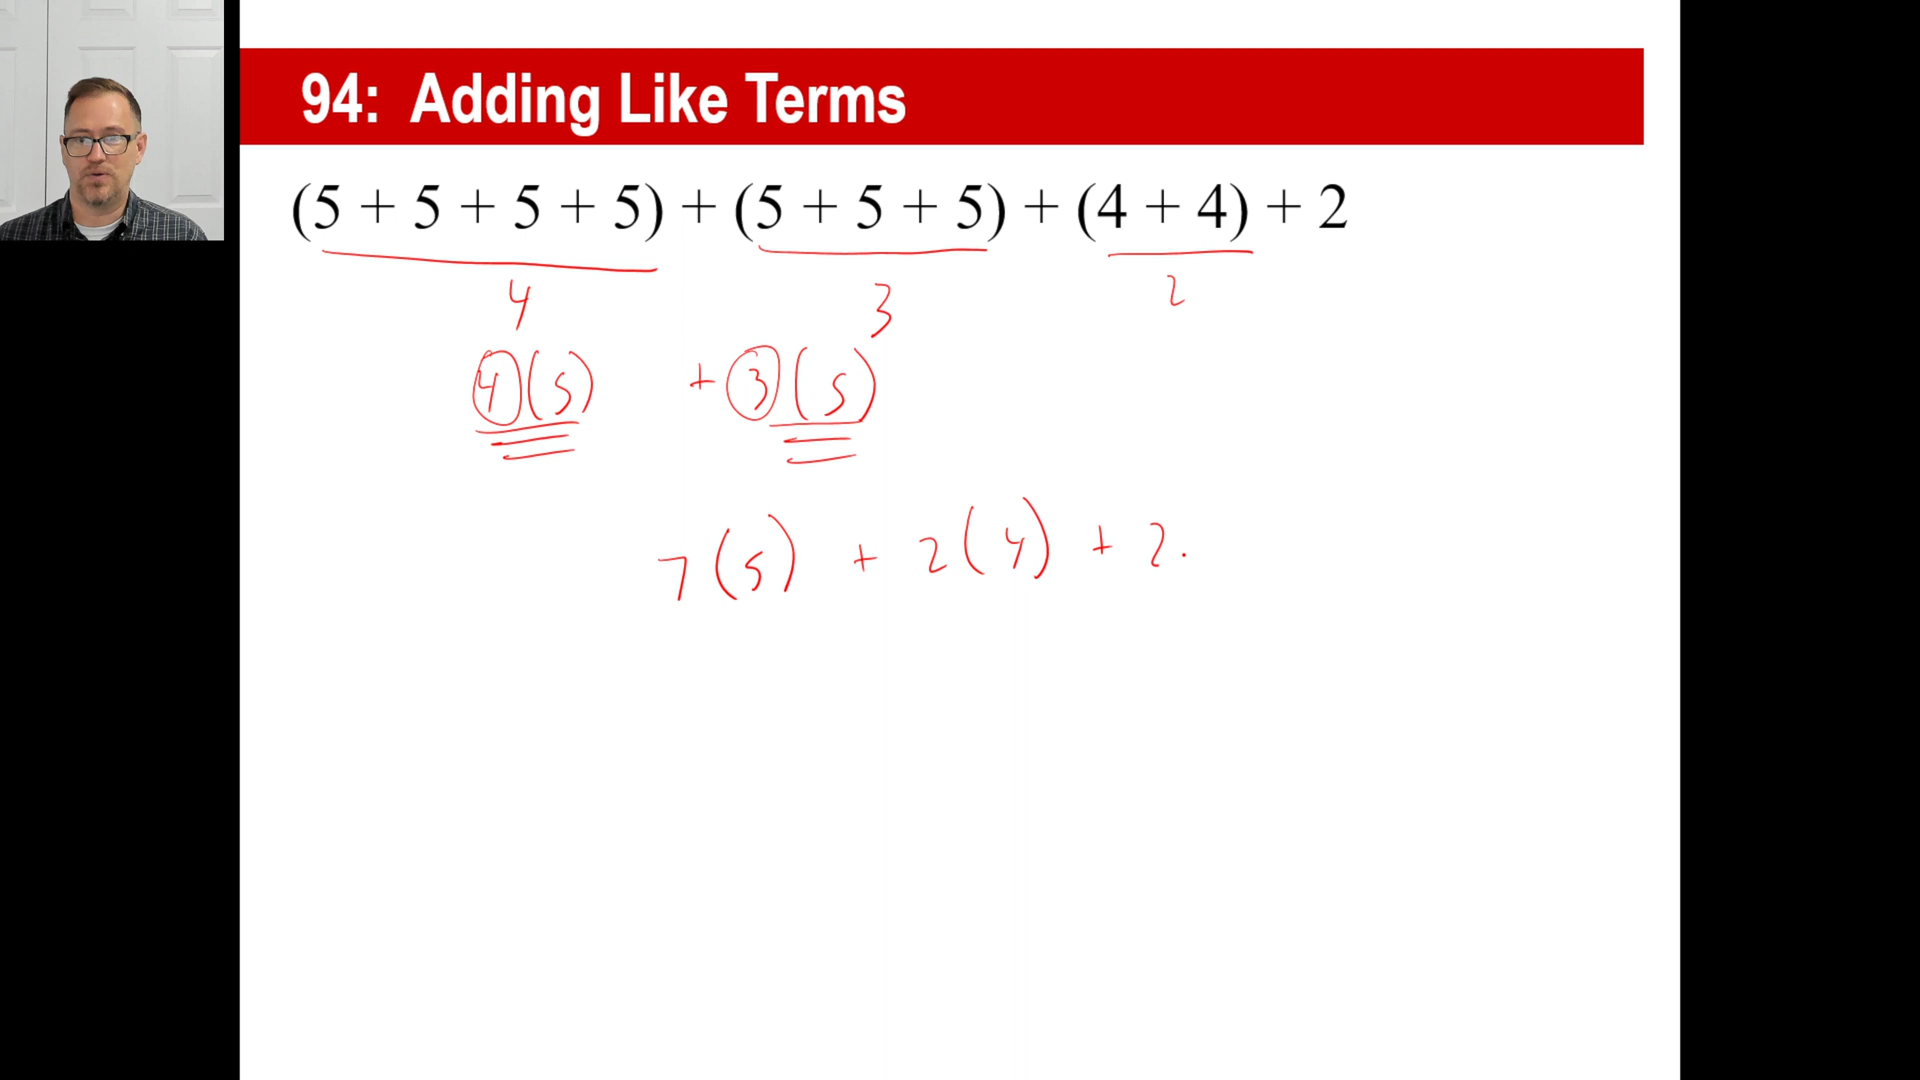 94: Adding Like Terms
(5 + 5 + 5 + 5) + (5 + 5 + 5) + (4 + 4) + 2
4 3 2
4(5) + 3(5)
7(5) + 2(4) + 2.